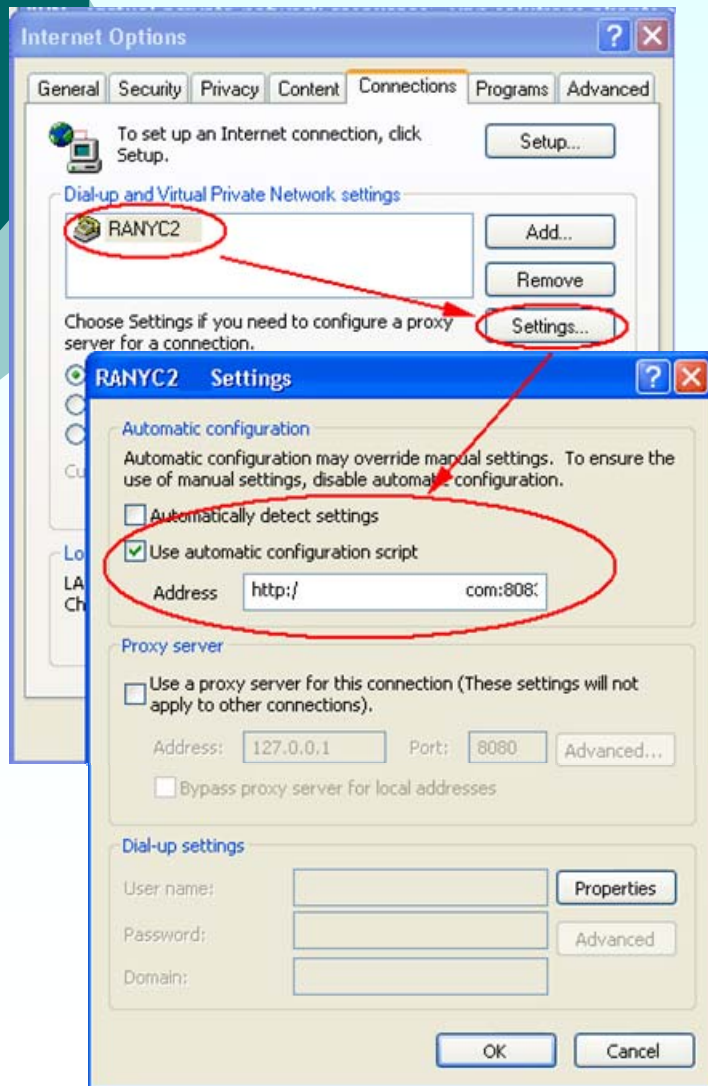 Internet Options
General Security Privacy Content Connections Programs Advanced
To set up an Internet connection, click
Setup.
Setup...
Dial-up and Virtual Private Network settings
RANYC2
Add...
Remove
Choose Settings if you need to configure a proxy
server for a connection.
Settings...
RANYC2 Settings
Automatic configuration
Automatic configuration may override manual settings. To ensure the
use of manual settings, disable automatic configuration.
Automatically detect settings
Use automatic configuration script
Address http:/ com:808
Proxy server
Use a proxy server for this connection (These settings will not
apply to other connections).
Address: 127.0.0.1 Port: 8080 Advanced...
Bypass proxy server for local addresses
Dial-up settings
User name:
Properties
Password:
Advanced
Domain:
OK Cancel